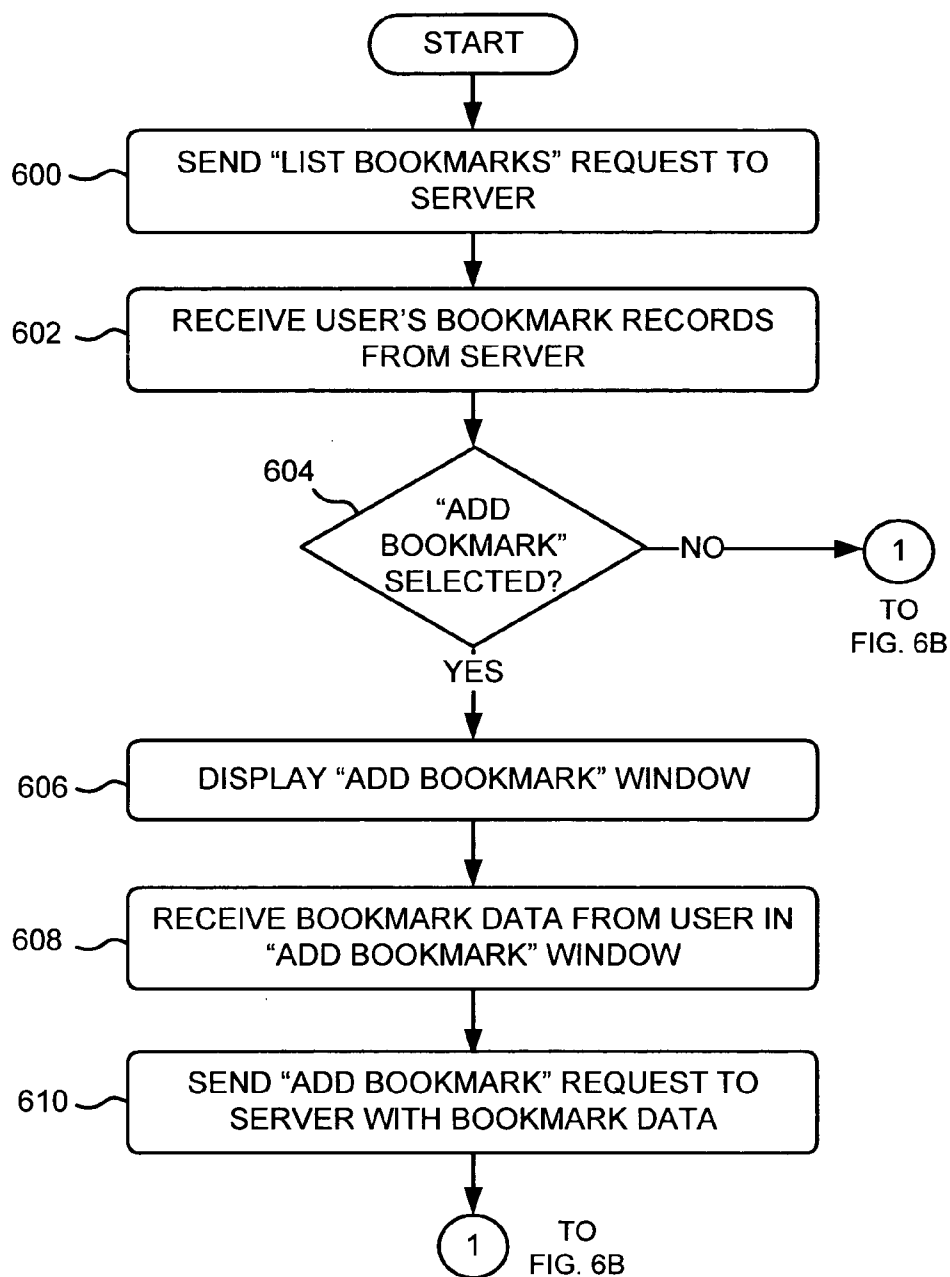 START
600
SEND “LIST BOOKMARKS” REQUEST TO
SERVER
602
RECEIVE USER’S BOOKMARK RECORDS
FROM SERVER
604
“ADD
BOOKMARK”
SELECTED?
NO
1
TO
FIG. 6B
YES
606
DISPLAY “ADD BOOKMARK” WINDOW
608
RECEIVE BOOKMARK DATA FROM USER IN
“ADD BOOKMARK” WINDOW
610
SEND “ADD BOOKMARK” REQUEST TO
SERVER WITH BOOKMARK DATA
1
TO
FIG. 6B